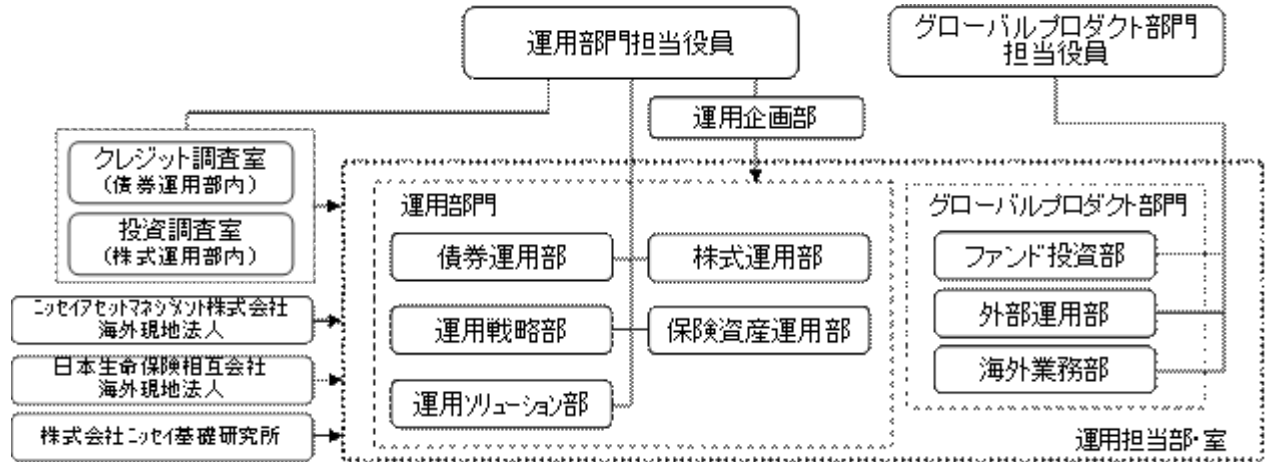 運用部門担当役員
グローバルプロダクト部門
担当役員
運用企画部
クレジット調査室
(債券運用部内)
投資調査室
(株式運用部内)
運用部門
グローバルプロダクト部門
債券運用部
株式運用部
ファンド投資部
ニッセイアセットマネジメント株式会社
海外現地法人
運用戦略部
保険資産運用部
外部運用部
日本生命保険相互会社
海外現地法人
海外業務部
運用ソリューション部
株式会社ニッセイ基礎研究所
運用担当部・室